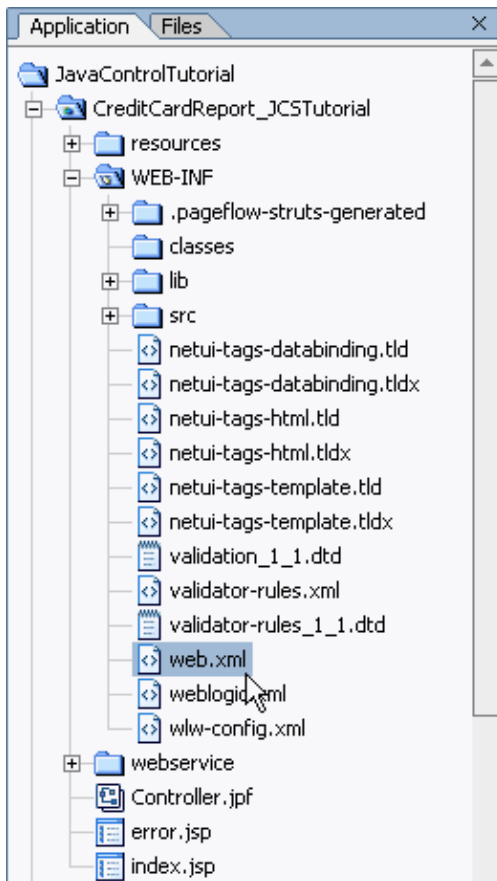 Application Files
JavaControlTutorial
CreditCardReport_JCSTutorial
resources
WEB-INF
.pageflow-struts-generated
classes
lib
src
netui-tags-databinding.tld
netui-tags-databinding.tldx
netui-tags-html.tld
netui-tags-html.tldx
netui-tags-template.tld
netui-tags-template.tldx
validation_1_1.dtd
validator-rules.xml
validator-rules_1_1.dtd
web.xml
weblogic.xml
wlw-config.xml
webservice
Controller.jpf
error.jsp
index.jsp